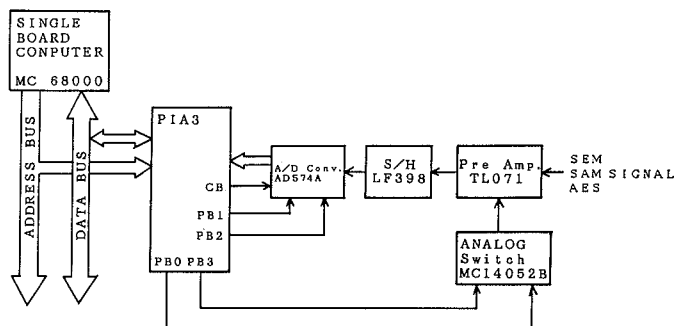 SINGLE
BOARD
CONPUTER
MC 68000
ADDRESS BUS
DATA BUS
PIA3
CB
PB1
PB2
PB0 PB3
A/D Conv.
AD574A
S/H
LF398
Pre Amp.
TL071
SEM
SAM SIGNAL
AES
ANALOG
Switch
MC14052B